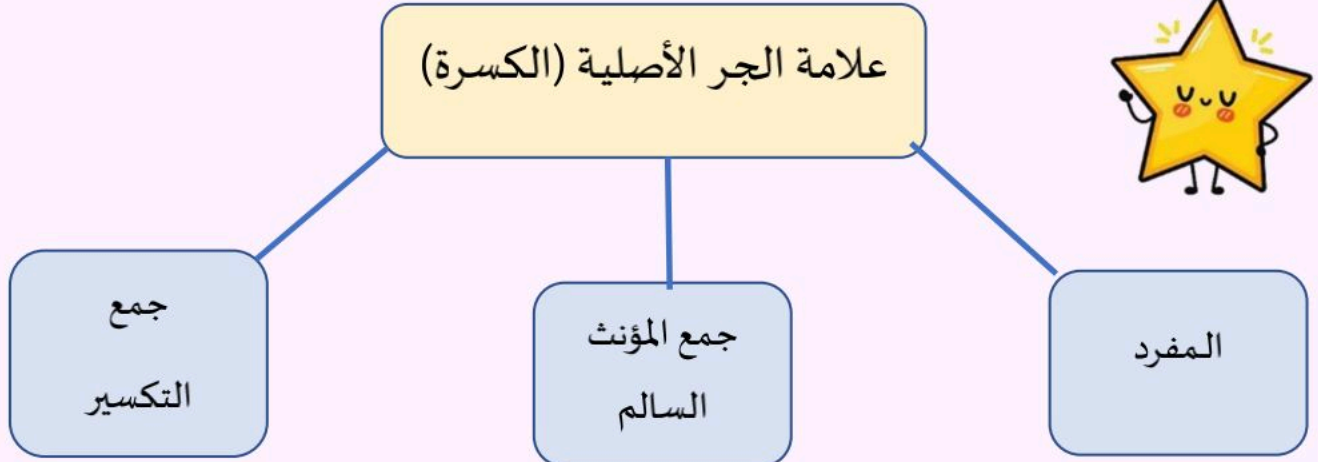 علامة الجر الأصلية (الكسرة)
المفرد
جمع المؤنث
السالم
جمع
التكسير